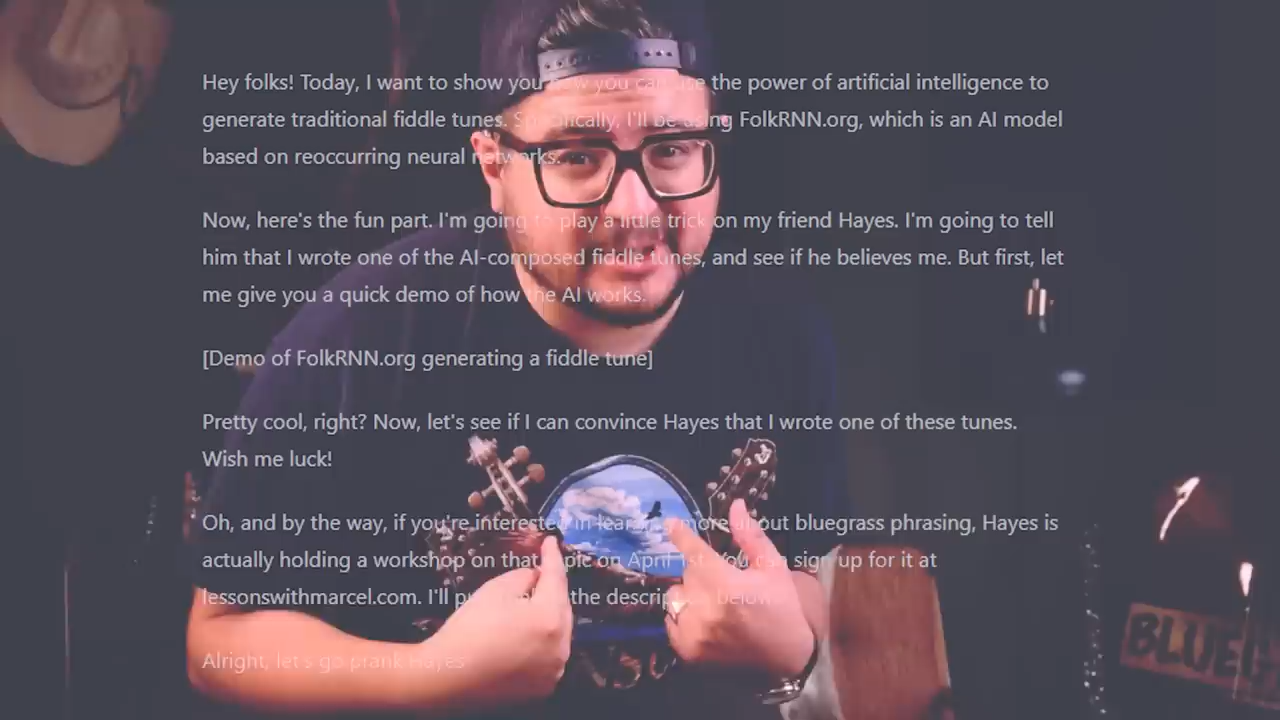 Hey folks! Today, I want to show you how you can use the power of artificial intelligence to
generate traditional fiddle tunes. Specifically, I'll be using FolkRNN.org, which is an AI model
based on reoccurring neural networks.
Now, here's the fun part. I'm going to play a little trick on my friend Hayes. I'm going to tell
him that I wrote one of the AI-composed fiddle tunes, and see if he believes me. But first, let
me give you a quick demo of how the AI works.
[Demo of FolkRNN.org generating a fiddle tune]
Pretty cool, right? Now, let's see if I can convince Hayes that I wrote one of these tunes.
Wish me luck!
Oh, and by the way, if you're interested in learning more about bluegrass phrasing, Hayes is
actually holding a workshop on that topic on April 1st. You can sign up for it at
lessonswithmarcel.com. I'll put the description below.
Alright, let's go prank Hayes